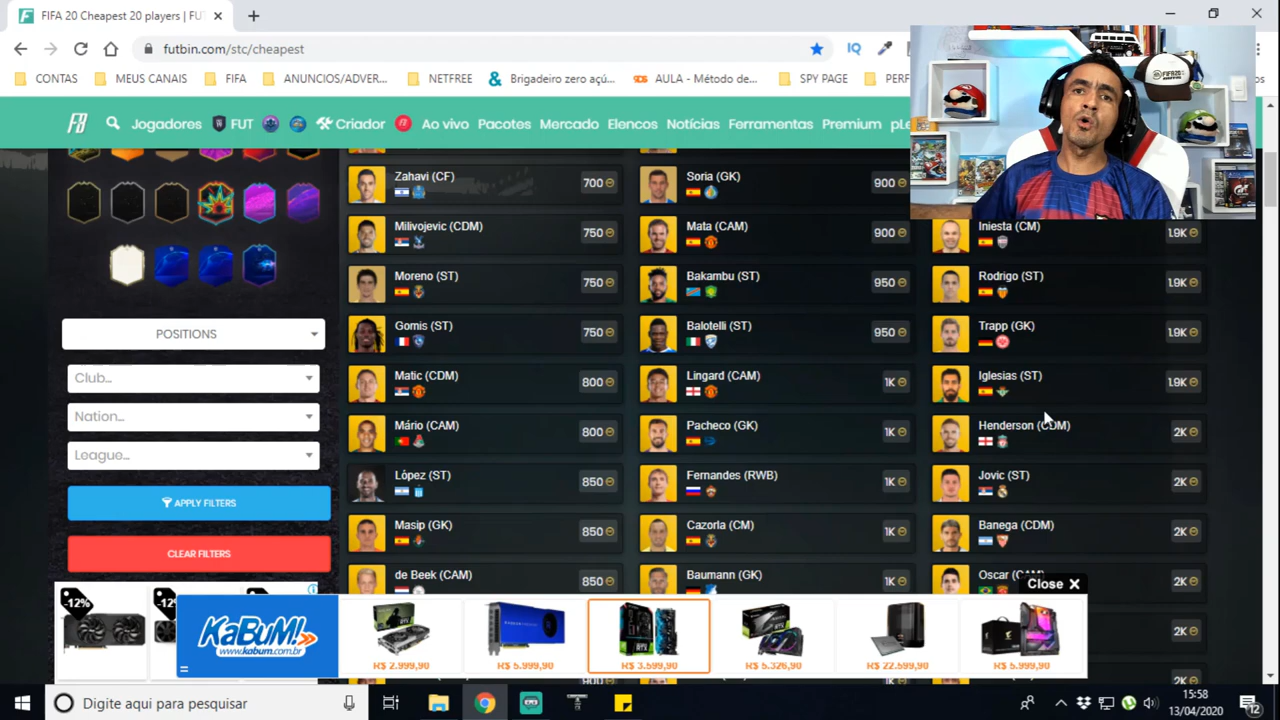 FIFA 20 Cheapest 20 players | FUT
futbin.com/stc/cheapest
IQ
CONTAS
MEUS CANAIS
FIFA
ANUNCIOS/ADVER...
NETFREE
Brigadeiro zero açú...
AULA - Método de...
SPY PAGE
Jogadores
FUT
Criador
Ao vivo
Pacotes
Mercado
Elencos
Notícias
Ferramentas
Premium
Zahavi (CF)
700
Soria (GK)
900
Milivojevic (CDM)
750
Mata (CAM)
900
Iniesta (CM)
1.9K
Moreno (ST)
750
Bakambu (ST)
950
Rodrigo (ST)
1.9K
POSITIONS
Gomis (ST)
750
Balotelli (ST)
950
Trapp (GK)
1.9K
Club...
Matic (CDM)
800
Lingard (CAM)
1K
Iglesias (ST)
1.9K
Nation...
Mário (CAM)
800
Pacheco (GK)
1K
Henderson (CDM)
2K
League...
López (ST)
850
Fernandes (RWB)
1K
Jovic (ST)
2K
APPLY FILTERS
Masip (GK)
850
Cazorla (CM)
1K
Banega (CDM)
2K
CLEAR FILTERS
de Beek (CAM)
850
Baumann (GK)
1K
Oscar (CAM)
2K
Close ✕
-12%
KaBuM!
www.kabum.com.br
R$ 2.999,90
R$ 5.999,90
R$ 3.599,90
R$ 5.326,90
R$ 22.599,90
R$ 5.999,90
2K
Digite aqui para pesquisar
15:58
13/04/2020
12